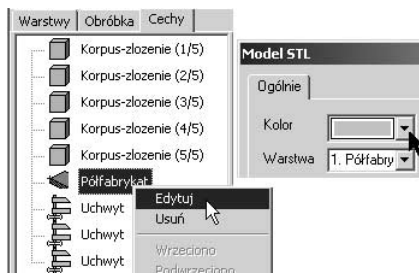 Warstwy Obróbka Cechy
Korpus-zlozenie (1/5)
Korpus-zlozenie (2/5)
Korpus-zlozenie (3/5)
Korpus-zlozenie (4/5)
Korpus-zlozenie (5/5)
Półfabrykat
Uchwyt
Uchwyt
Uchwyt
Edytuj
Usuń
Wrzeciono
Podwrzeciono
Model STL
Ogólnie
Kolor
Warstwa 1. Półfabry